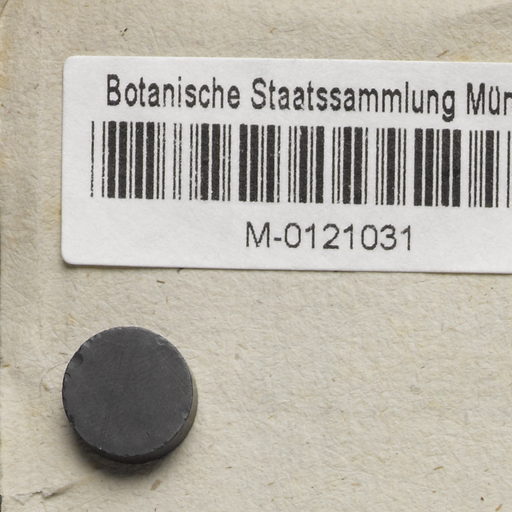 Botanische Staatssammlung Mün
M-0121031